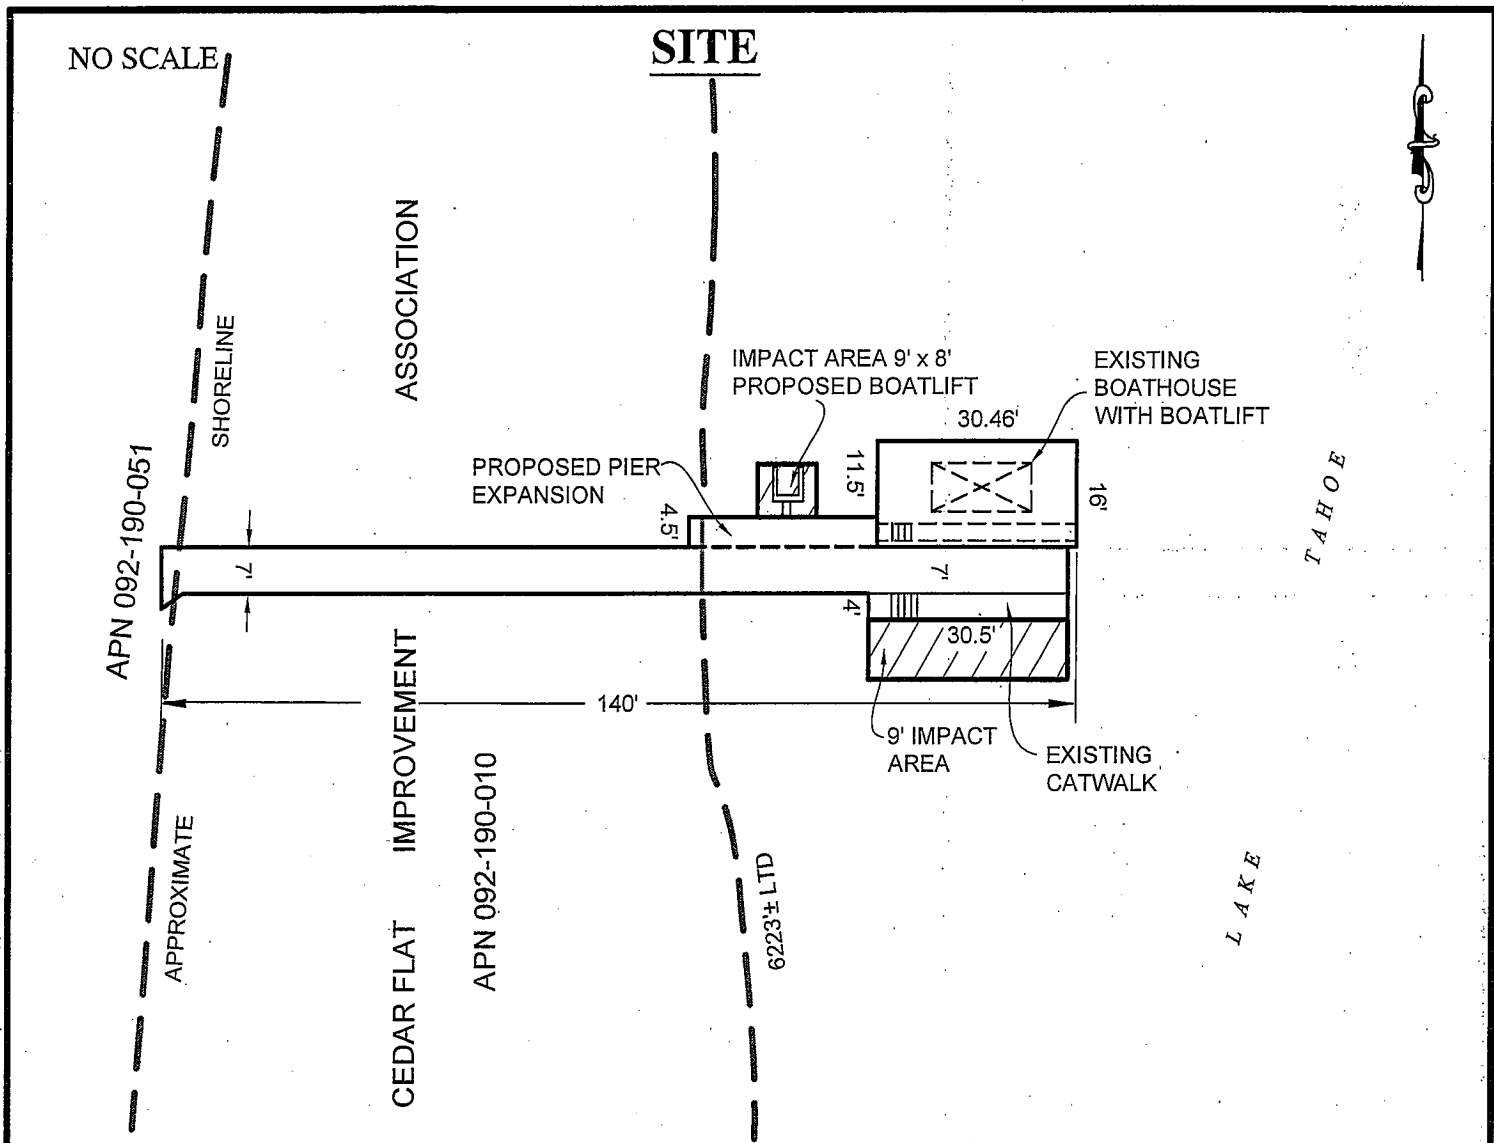 NO SCALE
SITE
ASSOCIATION
SHORELINE
IMPACT AREA 9' x 8'
PROPOSED BOATLIFT
EXISTING
BOATHOUSE
WITH BOATLIFT
30.46'
PROPOSED PIER
EXPANSION
11.5'
16'
4.5'
APN 092-190-051
TAHOE
7'
7'
4'
30.5'
140'
9' IMPACT
AREA
EXISTING
CATWALK
CEDAR FLAT IMPROVEMENT
APN 092-190-010
APPROXIMATE
6223'± LTD
LAKE